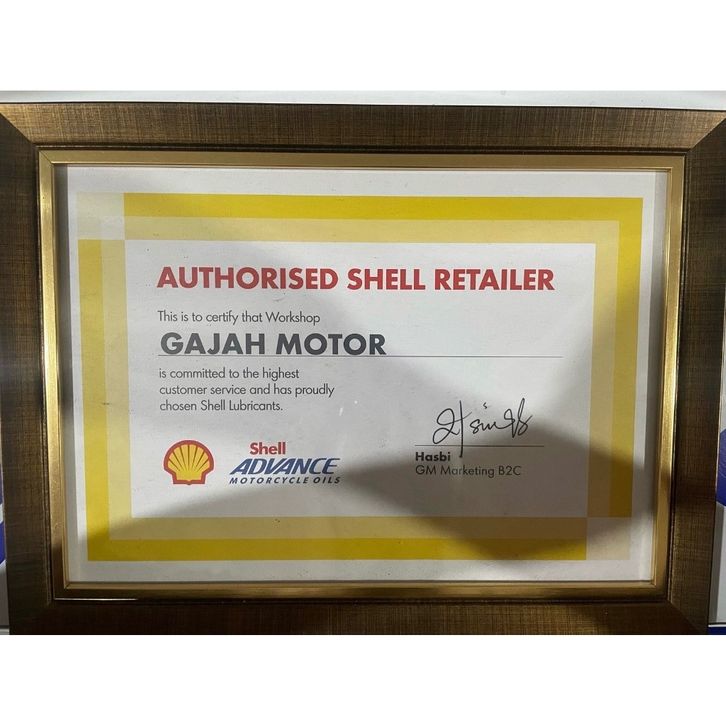 AUTHORISED SHELL RETAILER
This is to certify that Workshop
GAJAH MOTOR
is committed to the highest
customer service and has proudly
chosen Shell Lubricants.
Shell
ADVANCE
MOTORCYCLE OILS
Hasbi
GM Marketing B2C